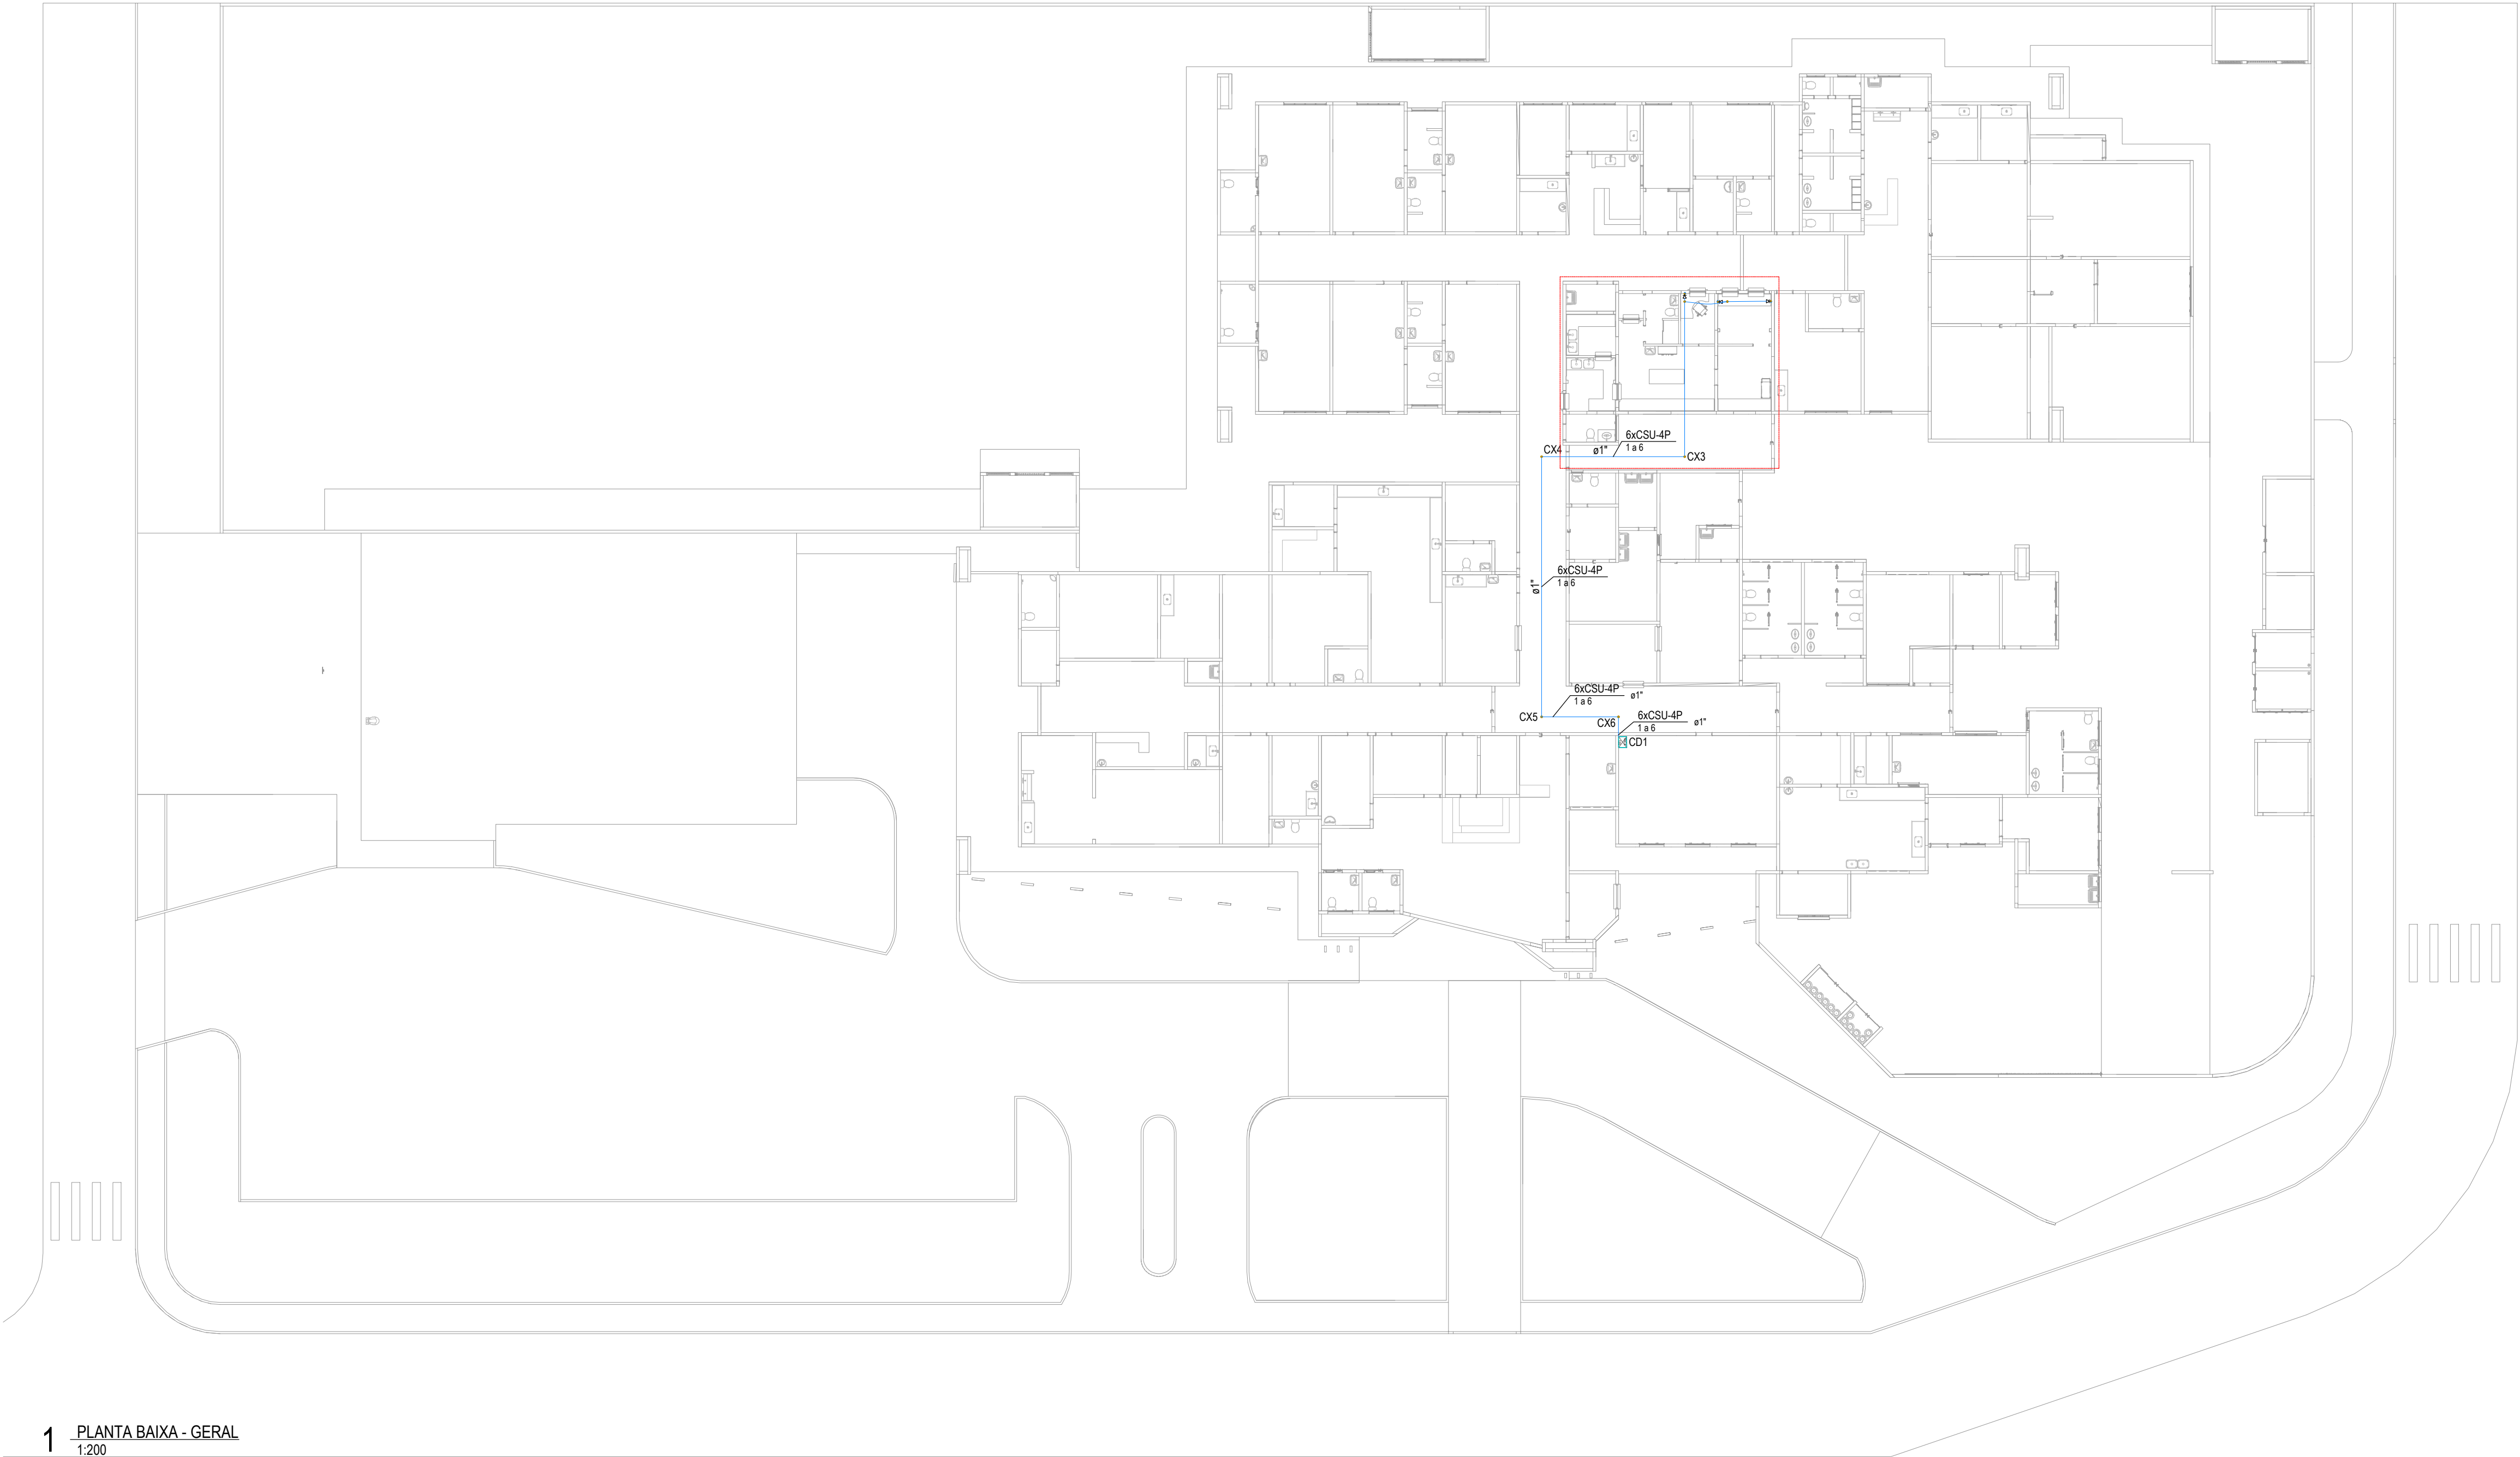 6xCSU-4P
1 a 6
CX4
ø1"
CX3
6xCSU-4P
1 a 6
ø1"
6xCSU-4P
ø1"
1 a 6
CX5
CX6
6xCSU-4P
ø1"
1 a 6
CD1
1
PLANTA BAIXA - GERAL
1:200